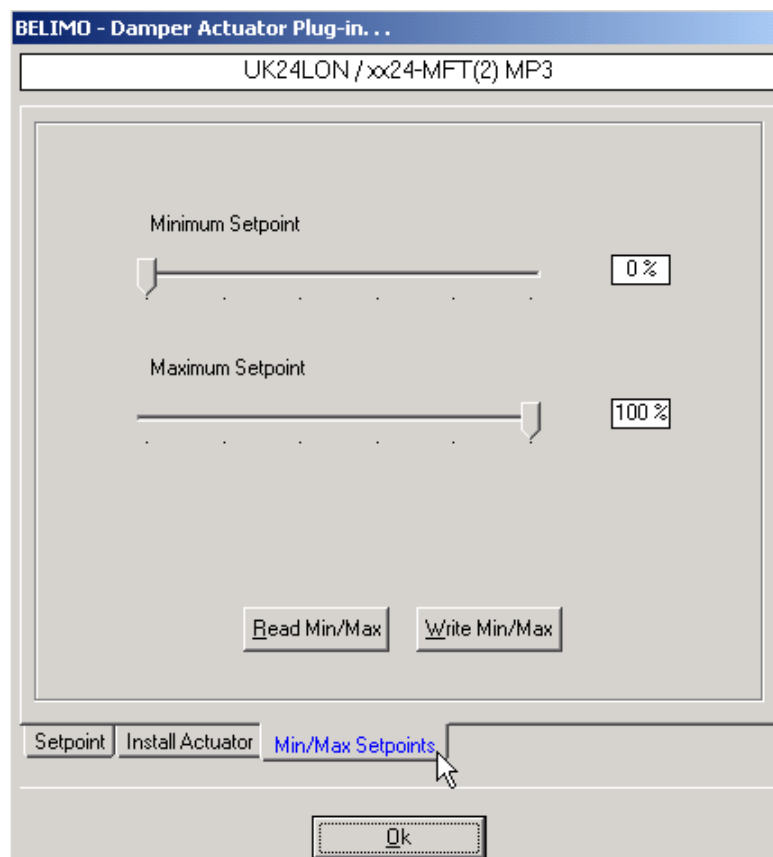 BELIMO - Damper Actuator Plug-in. . .
UK24LON / xx24-MFT(2) MP3
Minimum Setpoint
0 %
Maximum Setpoint
100 %
Read Min/Max Write Min/Max
Setpoint Install Actuator Min/Max Setpoints
Ok